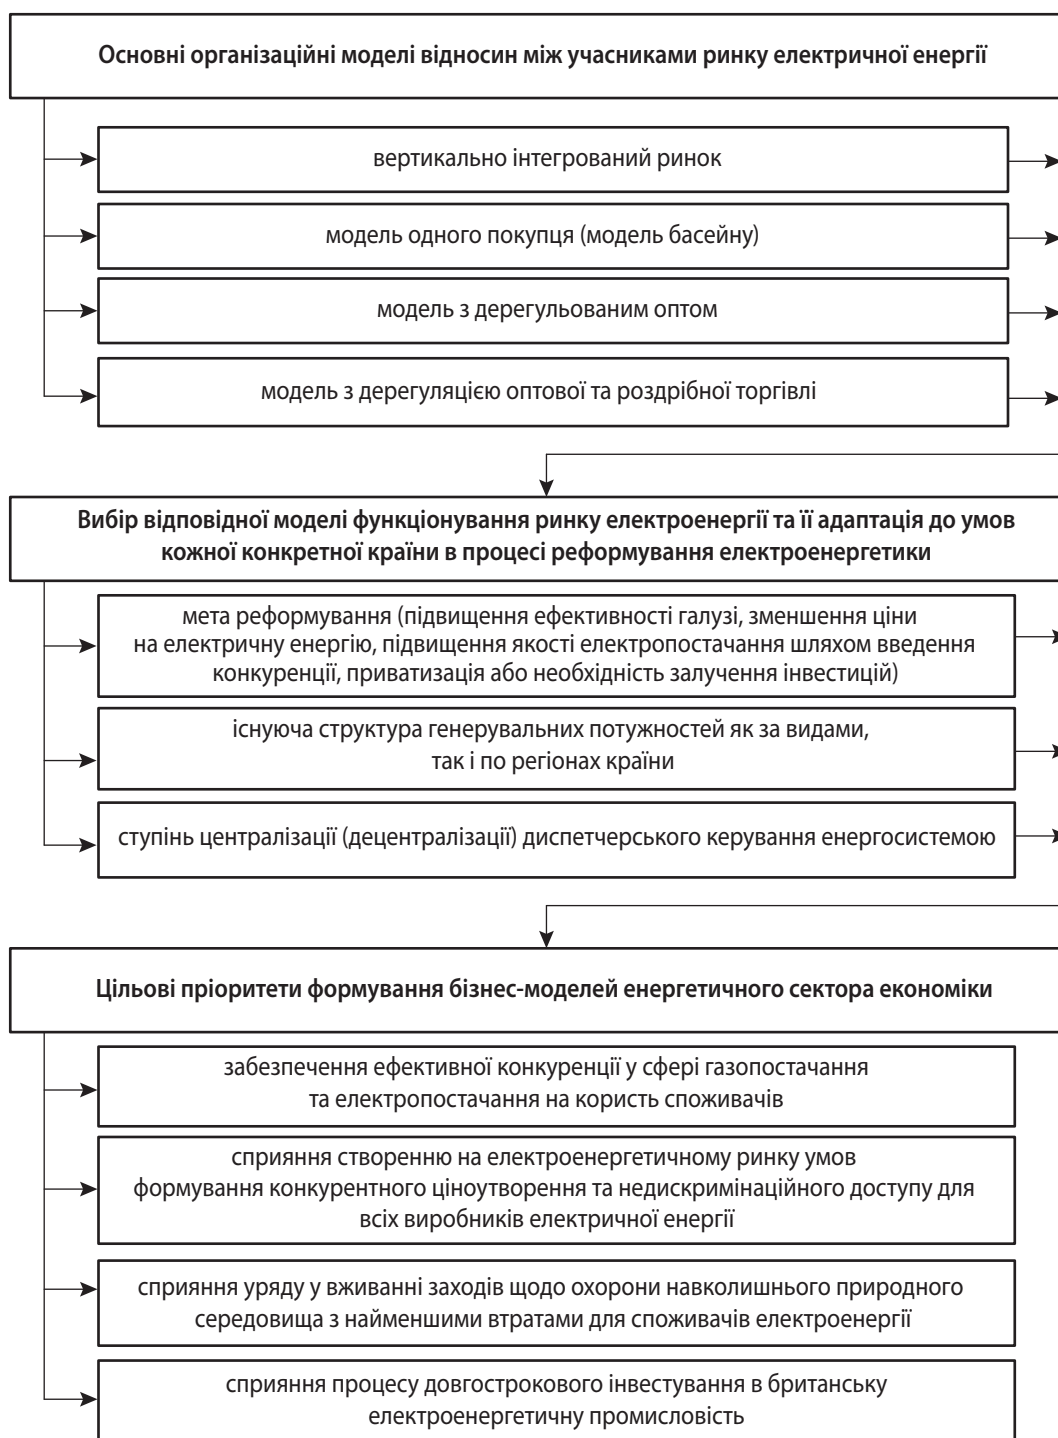 Основні організаційні моделі відносин між учасниками ринку електричної енергії
вертикально інтегрований ринок
модель одного покупця (модель басейну)
модель з дерегульованим оптом
модель з дерегуляцією оптової та роздрібної торгівлі
Вибір відповідної моделі функціонування ринку електроенергії та її адаптація до умов
кожної конкретної країни в процесі реформування електроенергетики
мета реформування (підвищення ефективності галузі, зменшення ціни
на електричну енергію, підвищення якості електропостачання шляхом введення
конкуренції, приватизація або необхідність залучення інвестицій)
існуюча структура генерувальних потужностей як за видами,
так і по регіонах країни
ступінь централізації (децентралізації) диспетчерського керування енергосистемою
Цільові пріоритети формування бізнес-моделей енергетичного сектора економіки
забезпечення ефективної конкуренції у сфері газопостачання
та електропостачання на користь споживачів
сприяння створенню на електроенергетичному ринку умов
формування конкурентного ціноутворення та недискримінаційного доступу для
всіх виробників електричної енергії
сприяння уряду у вживанні заходів щодо охорони навколишнього природного
середовища з найменшими втратами для споживачів електроенергії
сприяння процесу довгострокового інвестування в британську
електроенергетичну промисловість